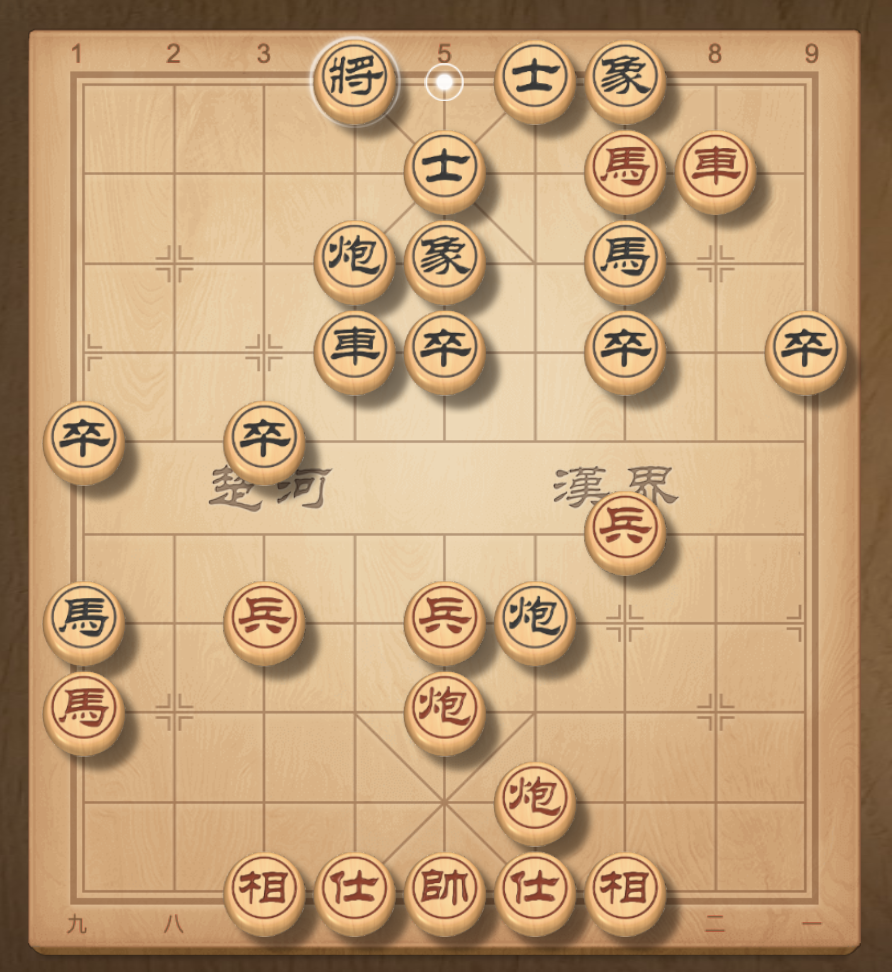 1 2 3 5 8 9
將 士 象
士 馬 車
炮 象 馬
車 卒 卒 卒
卒 卒
楚河 漢界
兵
馬 兵 兵 炮
馬 炮
炮
相 仕 帥 仕 相
九 八 二 一